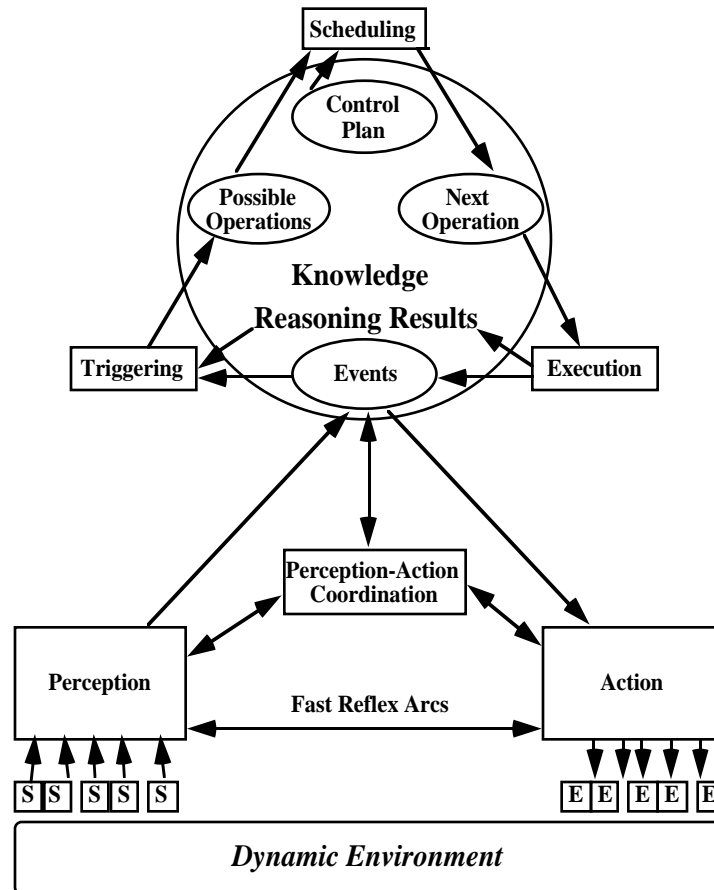 Scheduling
Control
Plan
Possible
Operations
Next
Operation
Knowledge
Reasoning Results
Triggering
Events
Execution
Perception-Action
Coordination
Perception
Action
Fast Reflex Arcs
S S S S S
E E E E E
Dynamic Environment